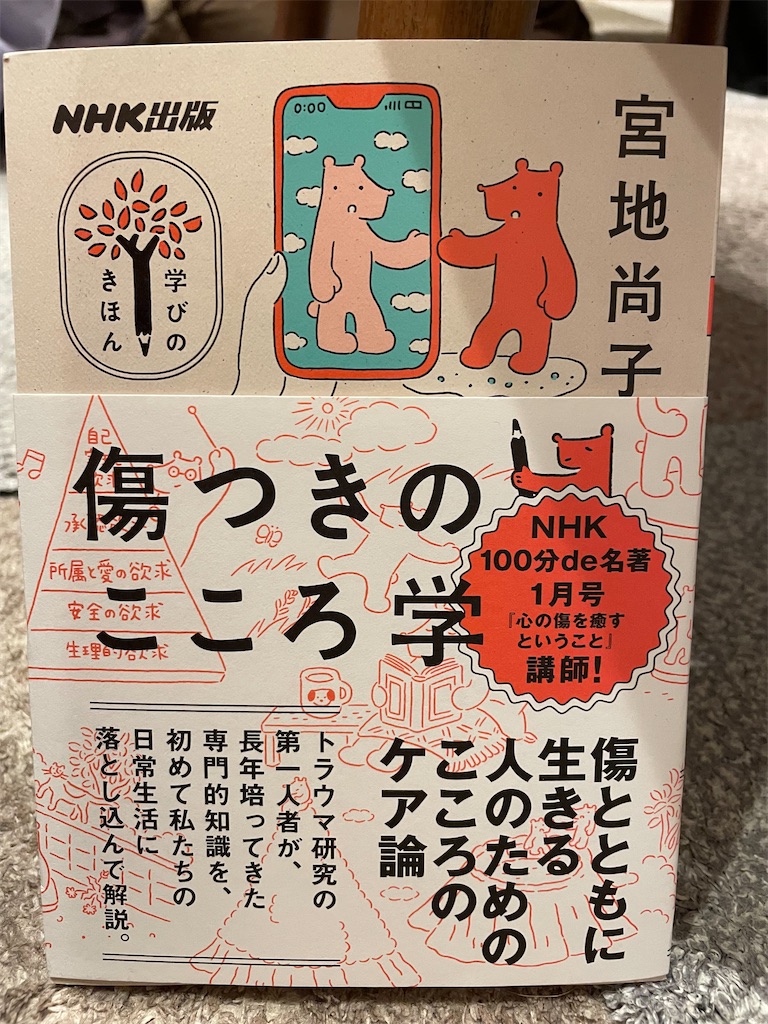 NHK出版
0:00
学びの
きほん
宮地尚子
傷つきの
こころ学
NHK
100分de名著
1月号
『心の傷を癒す
ということ』
講師!
自己
欲求
所属と愛の欲求
安全の欲求
生理的欲求
傷とともに
生きる
人のための
こころの
ケア論
トラウマ研究の
第一人者が、
長年培ってきた
専門的知識を、
初めて私たちの
日常生活に
落とし込んで解説。